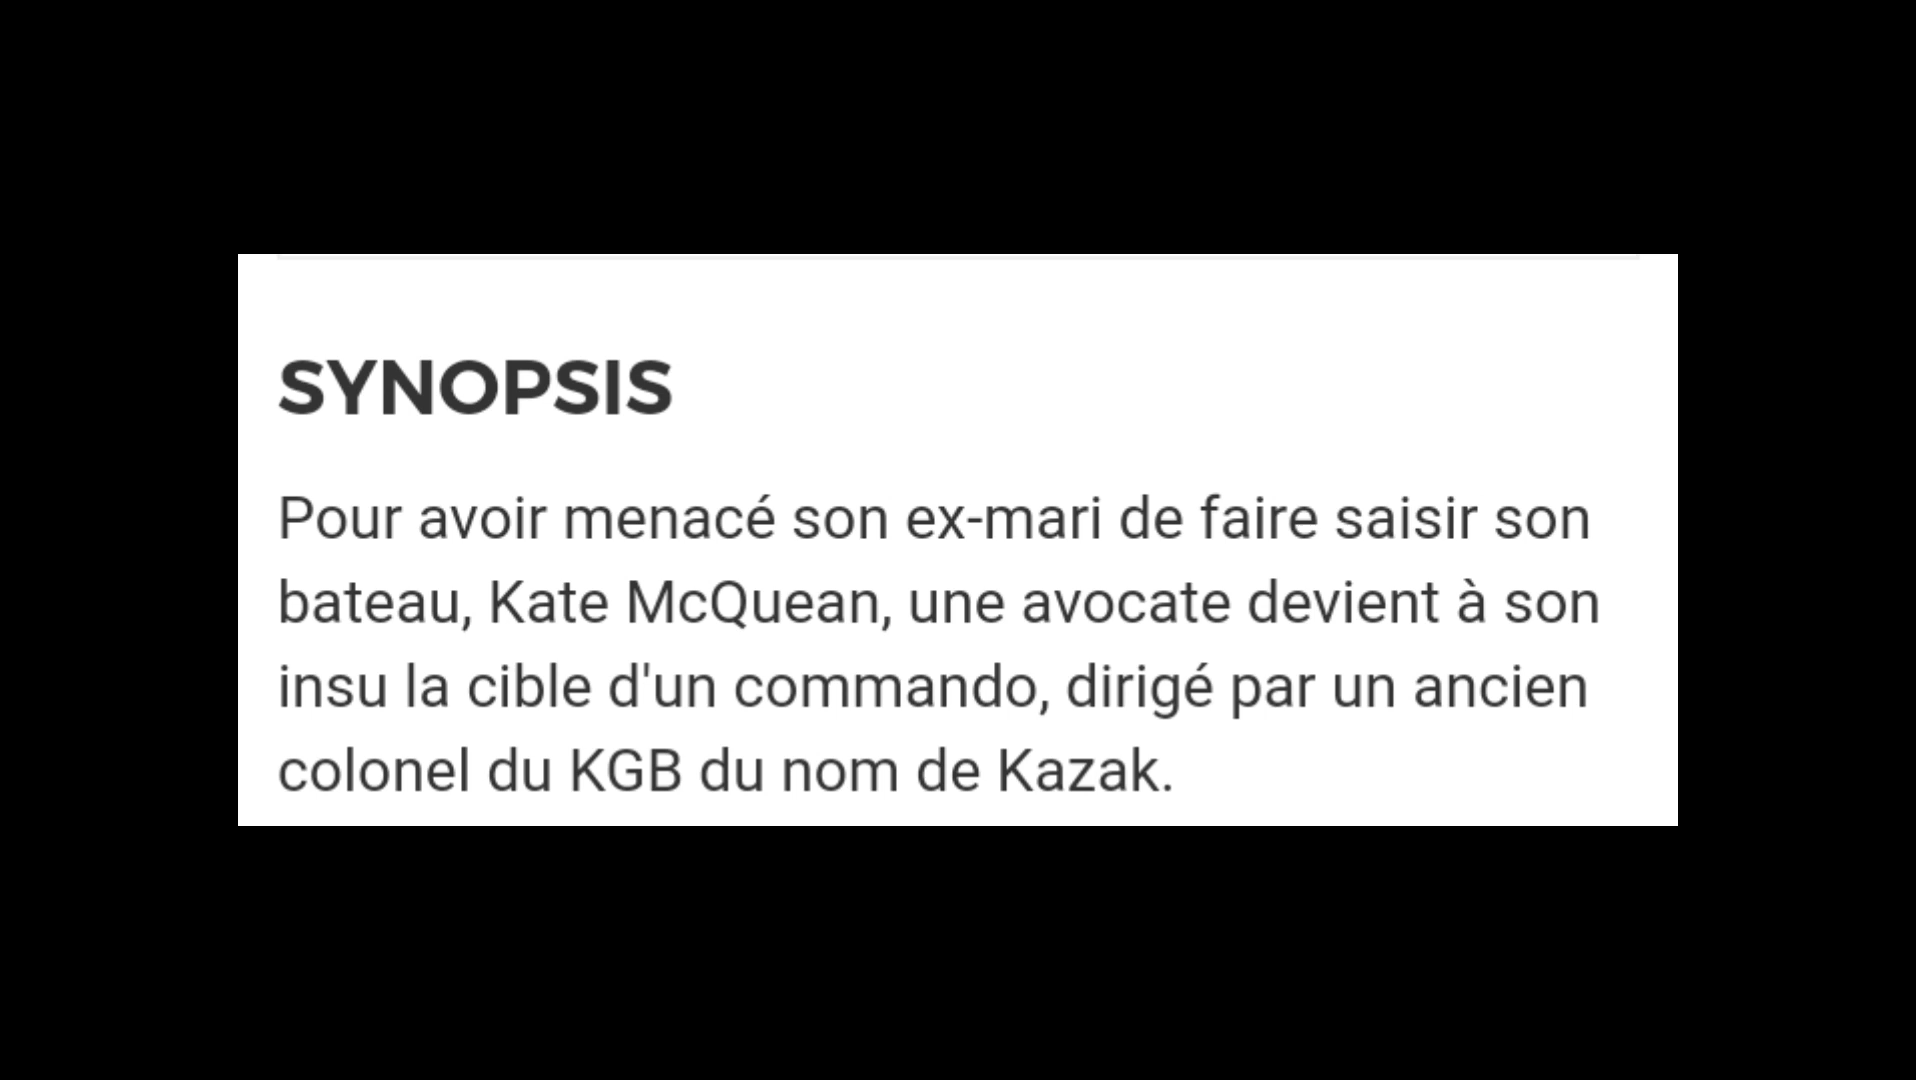 SYNOPSIS
Pour avoir menacé son ex-mari de faire saisir son
bateau, Kate McQuean, une avocate devient à son
insu la cible d'un commando, dirigé par un ancien
colonel du KGB du nom de Kazak.